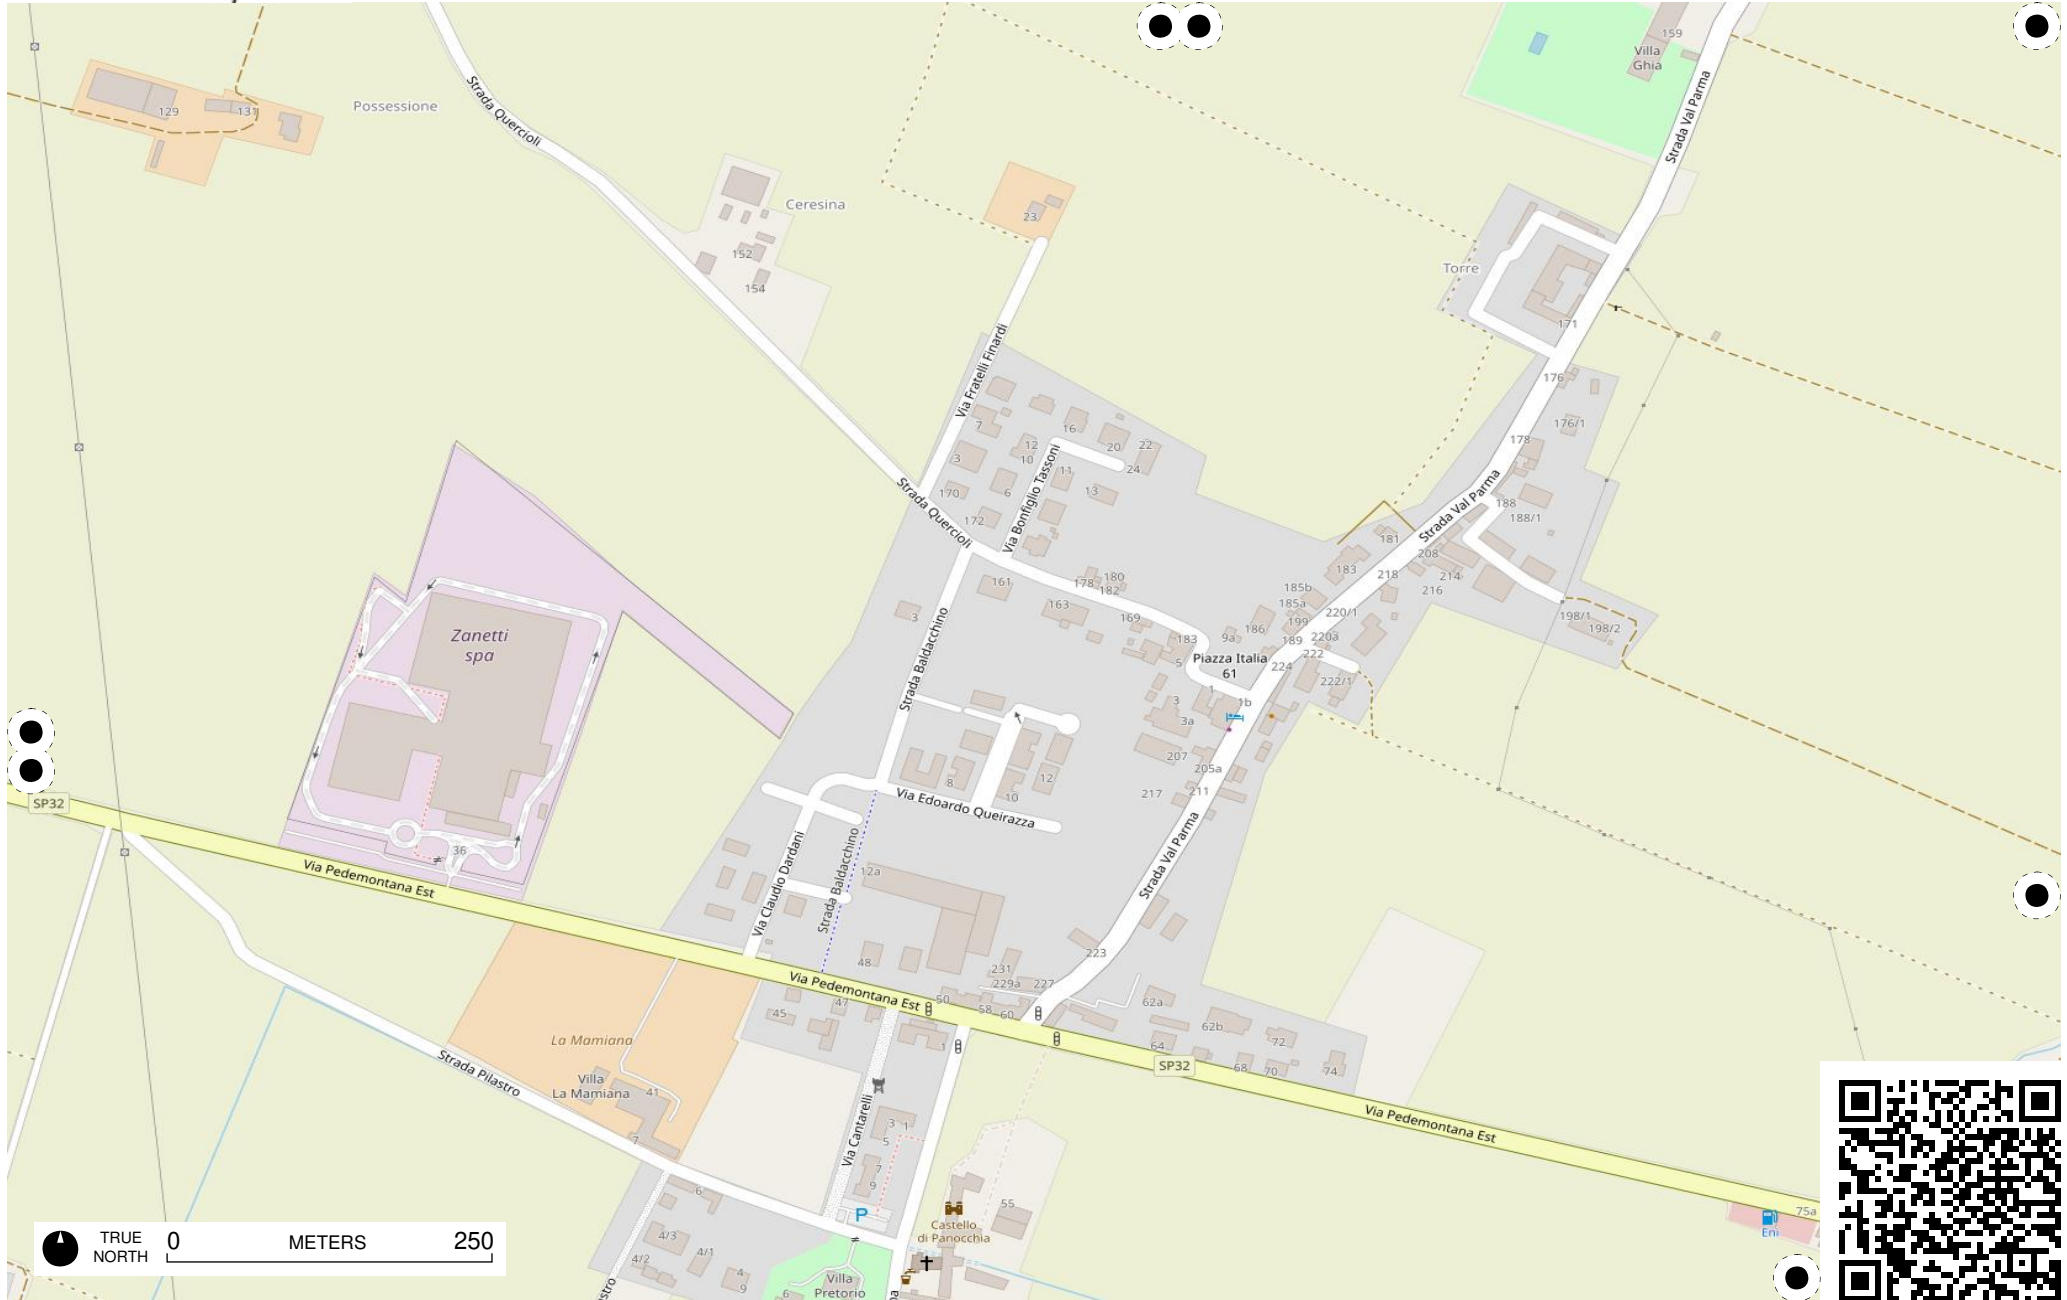 159
Villa
Ghia
Strada Val Parma
Strada Quercioli
129
131
Possessione
Ceresina
152
154
23
Torre
171
176
176/1
178
Via Fratelli Finardi
7
3
170
172
12
10
16
20
22
24
11
13
6
Via Bonfiglio Tassoni
Strada Quercioli
Strada Val Parma
188
188/1
181
183
208
214
216
218
198/1
198/2
161
178
180
182
163
169
183
5
185b
185a
199
186
9a
189
220/1
220a
222
224
222/1
Piazza Italia
61
1
1b
3
3a
207
205a
217
211
3
Strada Baldacchino
Zanetti
spa
36
SP32
Via Pedemontana Est
8
10
12
Via Edoardo Queirazza
Via Claudio Dardani
Strada Baldacchino
12a
Strada Val Parma
223
48
231
229a
227
Via Pedemontana Est
50
58
60
45
47
1
62a
64
62b
68
70
72
74
SP32
Via Pedemontana Est
La Mamiana
Villa
La Mamiana
41
7
Strada Pilastro
Via Cantarelli
3
1
5
7
9
P
6
4/3
4/2
4/1
4
9
55
Castello
di Panocchia
Villa
Pretorio
6
75a
Eni
TRUE
NORTH
0
METERS
250